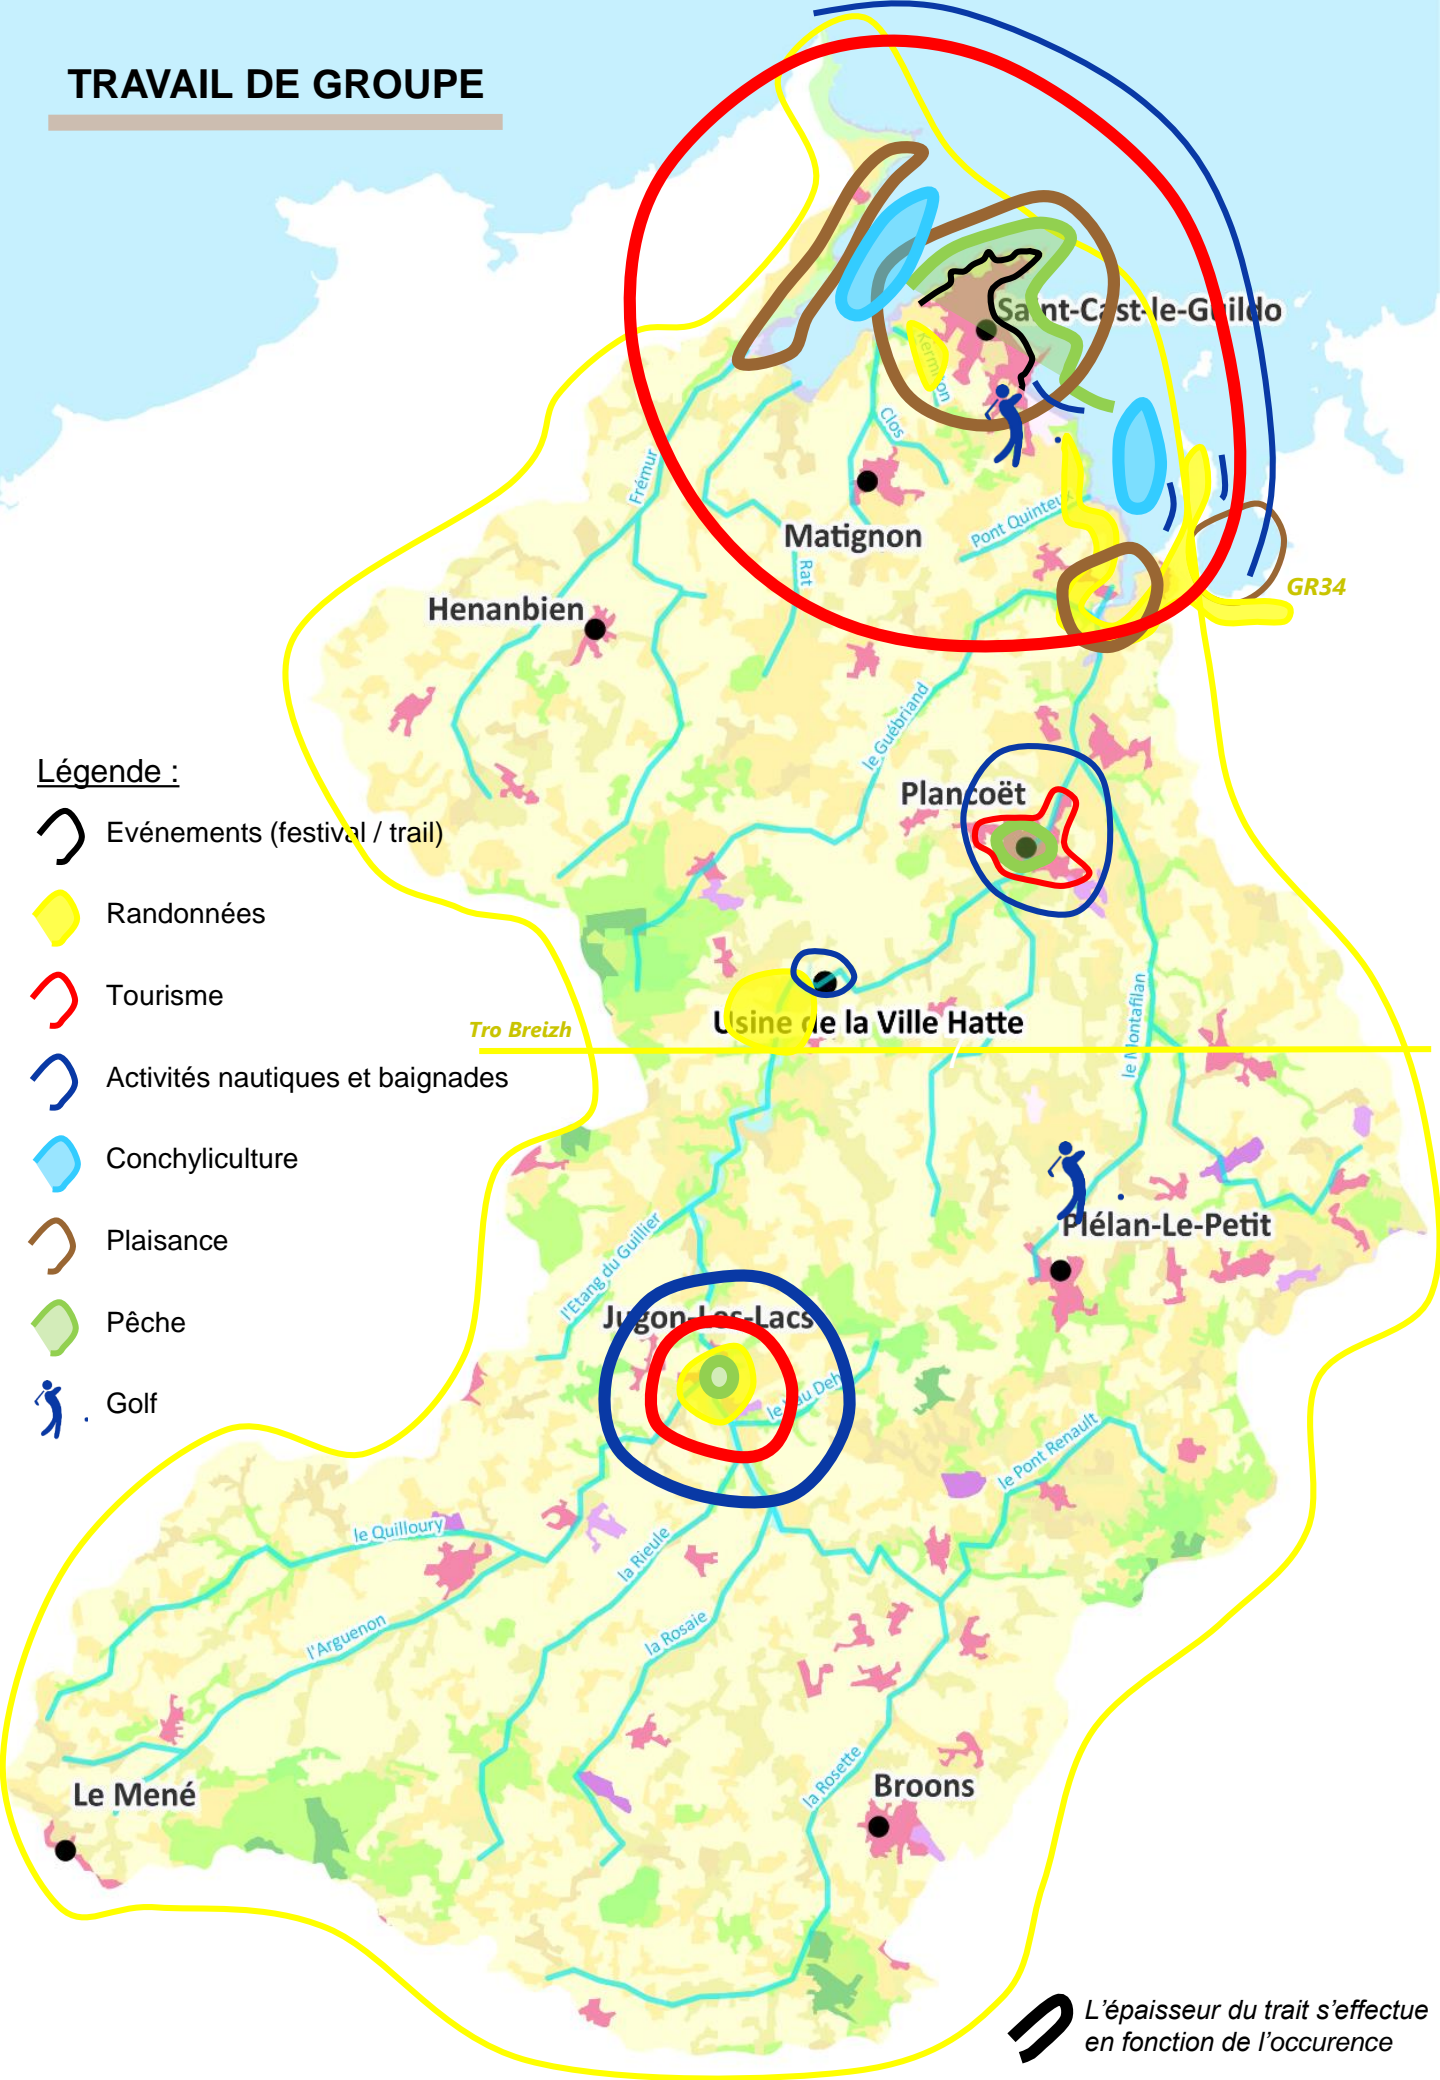 TRAVAIL DE GROUPE
Saint-Cast-le-Guildo
Kermiton
Clos
Frémur
Matignon
Pont Quinteux
Rat
GR34
Henanbien
le Guébriand
Légende :
Plancoët
Evénements (festival / trail)
Randonnées
Tourisme
Usine de la Ville Hatte
Tro Breizh
le Montafilan
Activités nautiques et baignades
Conchyliculture
Plaisance
Plélan-Le-Petit
l'Etang du Guillier
Jugon-Les-Lacs
Pêche
Golf
le Pont Renault
le Quilloury
la Rieule
l'Arguenon
la Rosaie
la Rosette
Le Mené
Broons
L'épaisseur du trait s'effectue
en fonction de l'occurence